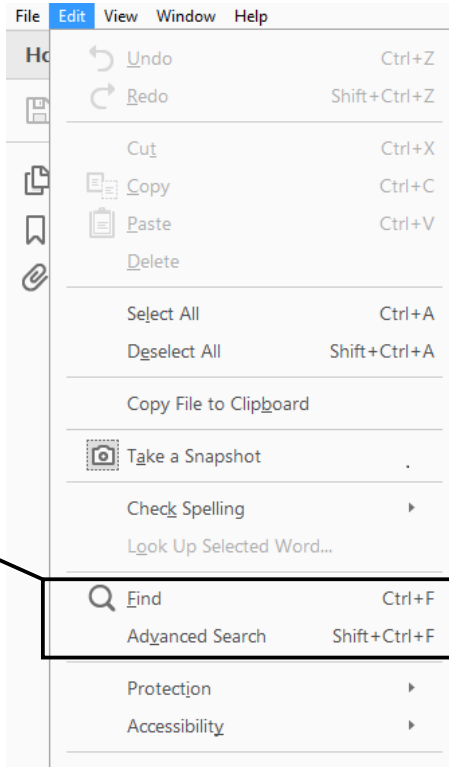 File Edit View Window Help
Ho
Undo Ctrl+Z
Redo Shift+Ctrl+Z
Cut Ctrl+X
Copy Ctrl+C
Paste Ctrl+V
Delete
Select All Ctrl+A
Deselect All Shift+Ctrl+A
Copy File to Clipboard
Take a Snapshot
Check Spelling
Look Up Selected Word...
Find Ctrl+F
Advanced Search Shift+Ctrl+F
Protection
Accessibility